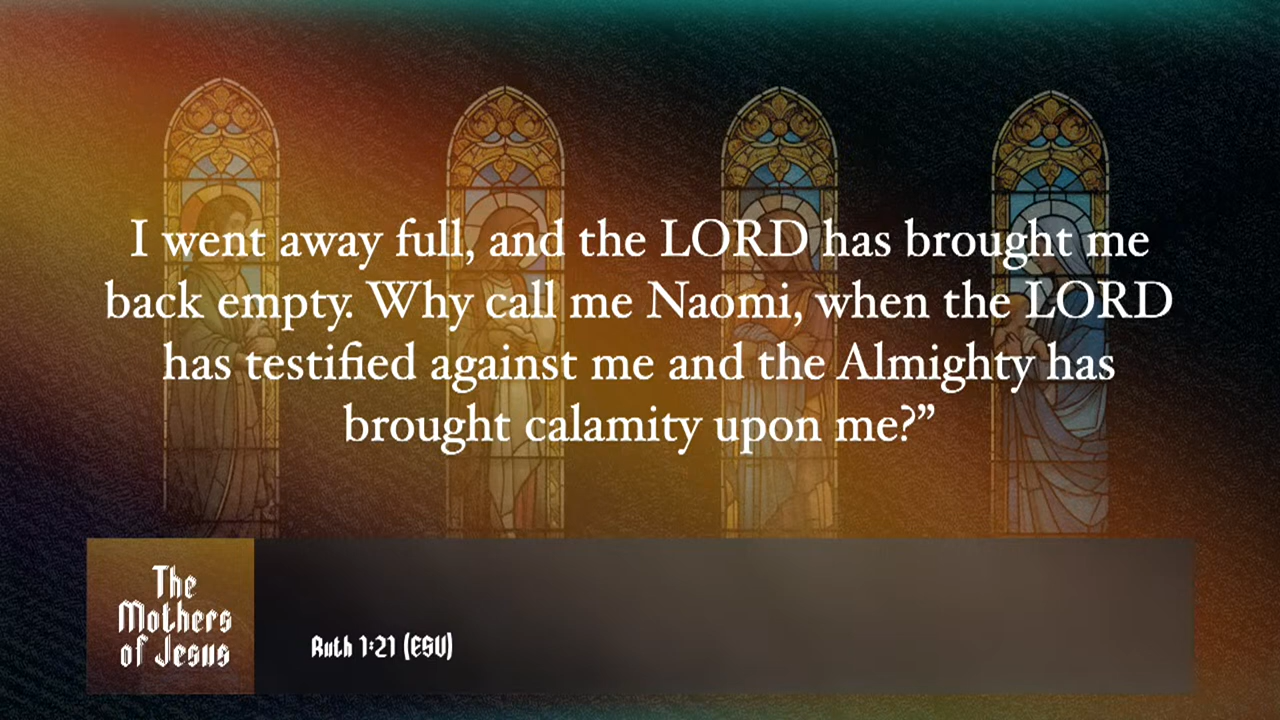 I went away full, and the LORD has brought me
back empty. Why call me Naomi, when the LORD
has testified against me and the Almighty has
brought calamity upon me?”
The
Mothers
of Jesus
Ruth 1:21 (ESV)